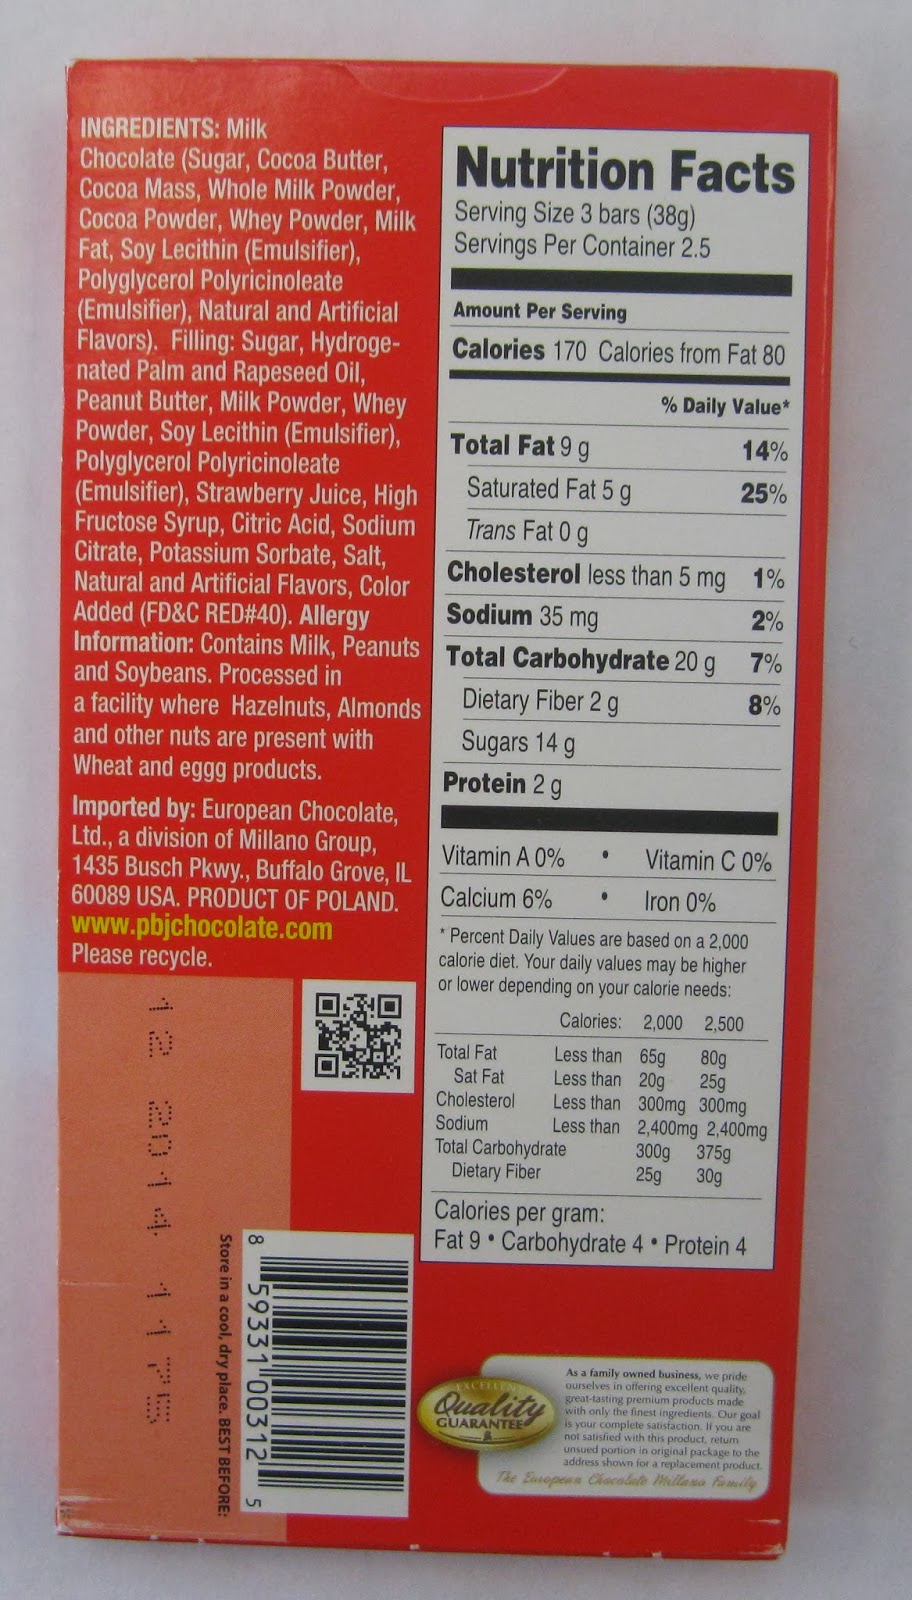 INGREDIENTS: Milk
Chocolate (Sugar, Cocoa Butter,
Cocoa Mass, Whole Milk Powder,
Cocoa Powder, Whey Powder, Milk
Fat, Soy Lecithin (Emulsifier),
Polyglycerol Polyricinoleate
(Emulsifier), Natural and Artificial
Flavors). Filling: Sugar, Hydroge-
nated Palm and Rapeseed Oil,
Peanut Butter, Milk Powder, Whey
Powder, Soy Lecithin (Emulsifier),
Polyglycerol Polyricinoleate
(Emulsifier), Strawberry Juice, High
Fructose Syrup, Citric Acid, Sodium
Citrate, Potassium Sorbate, Salt,
Natural and Artificial Flavors, Color
Added (FD&C RED#40). Allergy
Information: Contains Milk, Peanuts
and Soybeans. Processed in
a facility where Hazelnuts, Almonds
and other nuts are present with
Wheat and eggg products.
Imported by: European Chocolate,
Ltd., a division of Millano Group,
1435 Busch Pkwy., Buffalo Grove, IL
60089 USA. PRODUCT OF POLAND.
www.pbjchocolate.com
Please recycle.
12 2014 1175
Store in a cool, dry place. BEST BEFORE:
8 59331 00312 5
Nutrition Facts
Serving Size 3 bars (38g)
Servings Per Container 2.5
Amount Per Serving
Calories 170 Calories from Fat 80
% Daily Value*
Total Fat 9 g 14%
Saturated Fat 5 g 25%
Trans Fat 0 g
Cholesterol less than 5 mg 1%
Sodium 35 mg 2%
Total Carbohydrate 20 g 7%
Dietary Fiber 2 g 8%
Sugars 14 g
Protein 2 g
Vitamin A 0% • Vitamin C 0%
Calcium 6% • Iron 0%
* Percent Daily Values are based on a 2,000
calorie diet. Your daily values may be higher
or lower depending on your calorie needs:
Calories: 2,000 2,500
Total Fat Less than 65g 80g
Sat Fat Less than 20g 25g
Cholesterol Less than 300mg 300mg
Sodium Less than 2,400mg 2,400mg
Total Carbohydrate 300g 375g
Dietary Fiber 25g 30g
Calories per gram:
Fat 9 • Carbohydrate 4 • Protein 4
EXCELLENT
Quality
GUARANTEE
As a family owned business, we pride
ourselves in offering excellent quality,
great-tasting premium products made
with only the finest ingredients. Our goal
is your complete satisfaction. If you are
not satisfied with this product, return
unsued portion in original package to the
address shown for a replacement product.
The European Chocolate Millano Family